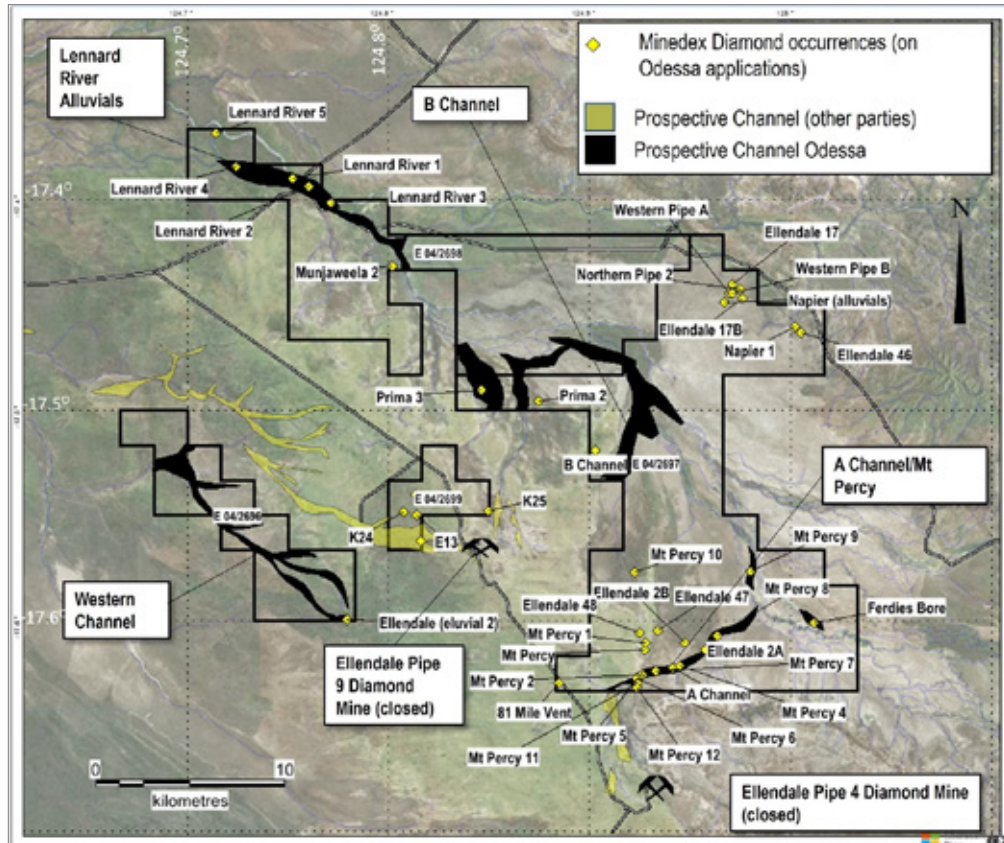 124.7°
124.8°
124.9°
Lennard
River
Alluvials
B Channel
Minedex Diamond occurrences (on
Odessa applications)
Prospective Channel (other parties)
Prospective Channel Odessa
Lennard River 5
Lennard River 1
Lennard River 4
-17.4°
Lennard River 3
Lennard River 2
Western Pipe A
Ellendale 17
N
E 04/2698
Munjaweela 2
Northern Pipe 2
Western Pipe B
Napier (alluvials)
Ellendale 17B
Napier 1
Ellendale 46
Prima 3
Prima 2
17.5°
B Channel
E 04/2697
A Channel/Mt
Percy
E 04/2699
K25
E 04/2696
K24
E13
Mt Percy 10
Mt Percy 9
Ellendale 2B
Ellendale 47
Mt Percy 8
Western
Channel
-17.6°
Ellendale (eluvial 2)
Ellendale 48
Ferdies Bore
Mt Percy 1
Mt Percy
Ellendale 2A
Mt Percy 7
Ellendale Pipe
9 Diamond
Mine (closed)
Mt Percy 2
A Channel
81 Mile Vent
Mt Percy 4
Mt Percy 5
Mt Percy 6
Mt Percy 11
Mt Percy 12
0 10
kilometres
Ellendale Pipe 4 Diamond Mine
(closed)